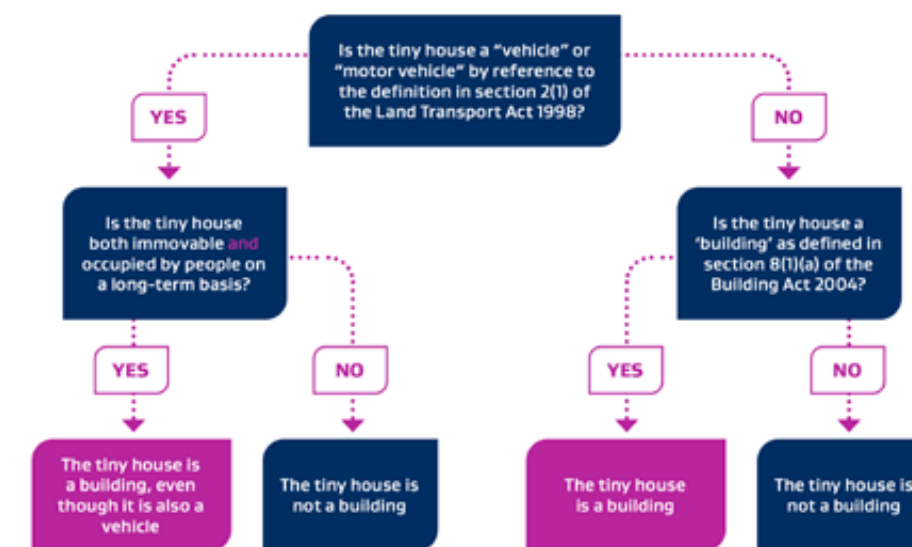 Is the tiny house a “vehicle” or
“motor vehicle” by reference to
the definition in section 2(1) of
the Land Transport Act 1998?
YES
NO
Is the tiny house
both immovable and
occupied by people on
a long-term basis?
Is the tiny house a
‘building’ as defined in
section 8(1)(a) of the
Building Act 2004?
YES
NO
YES
NO
The tiny house is
a building, even
though it is also a
vehicle
The tiny house is
not a building
The tiny house
is a building
The tiny house is
not a building